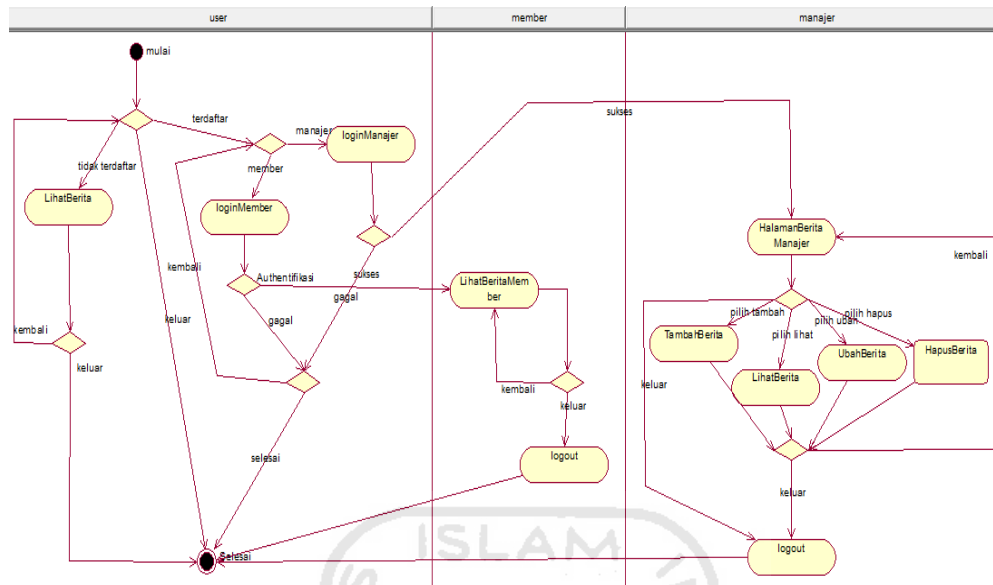 user
member
manajer
mulai
terdaftar
manajer
loginManajer
sukses
tidak terdaftar
member
LihatBerita
loginMember
HalamanBerita
Manajer
kembali
kembali
Authentifikasi
sukses
LihatBeritaMem
ber
gagal
gagal
keluar
pilih tambah
pilih hapus
pilih ubah
pilih lihat
TambahBerita
UbahBerita
HapusBerita
LihatBerita
kembali
keluar
kembali
keluar
keluar
selesai
logout
keluar
Selesai
logout
ISLAM